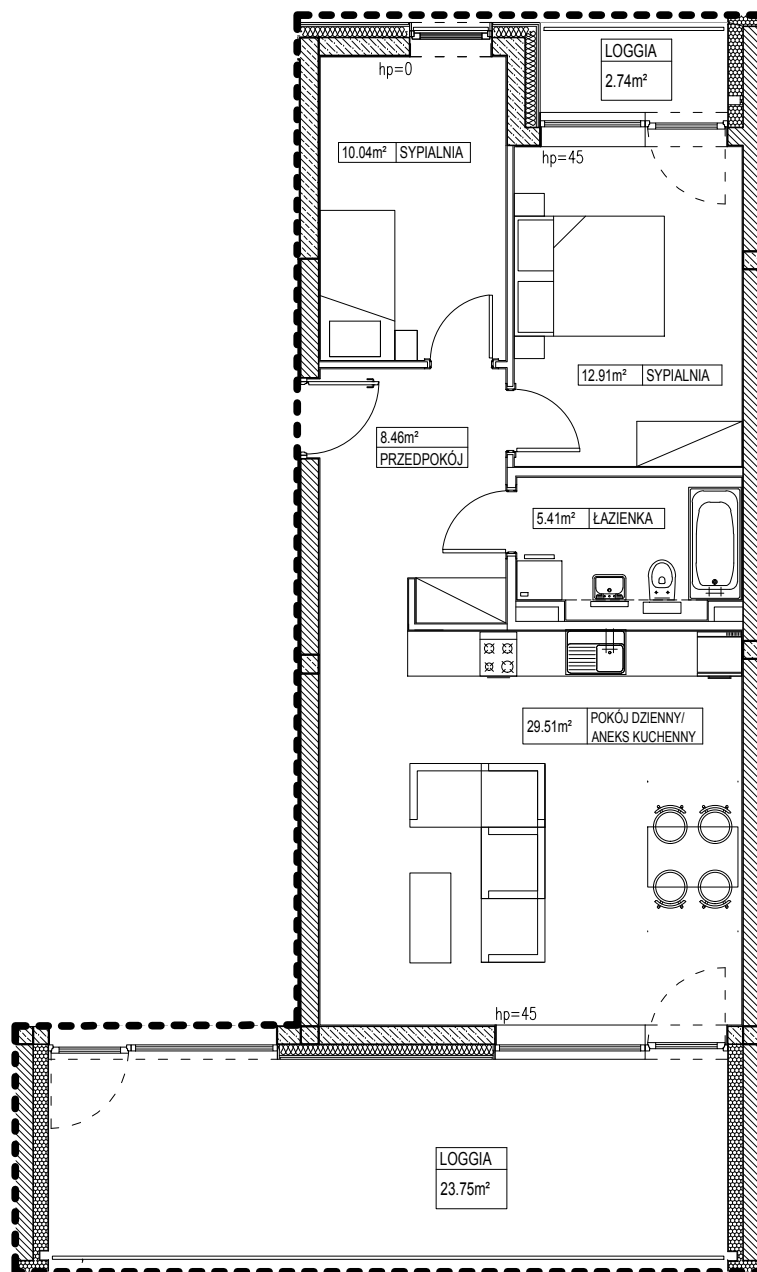 LOGGIA
2.74m²
hp=0
10.04m² SYPIALNIA
hp=45
12.91m² SYPIALNIA
8.46m²
PRZEDPOKÓJ
5.41m² ŁAZIENKA
29.51m² POKÓJ DZIENNY/
ANEKS KUCHENNY
hp=45
LOGGIA
23.75m²